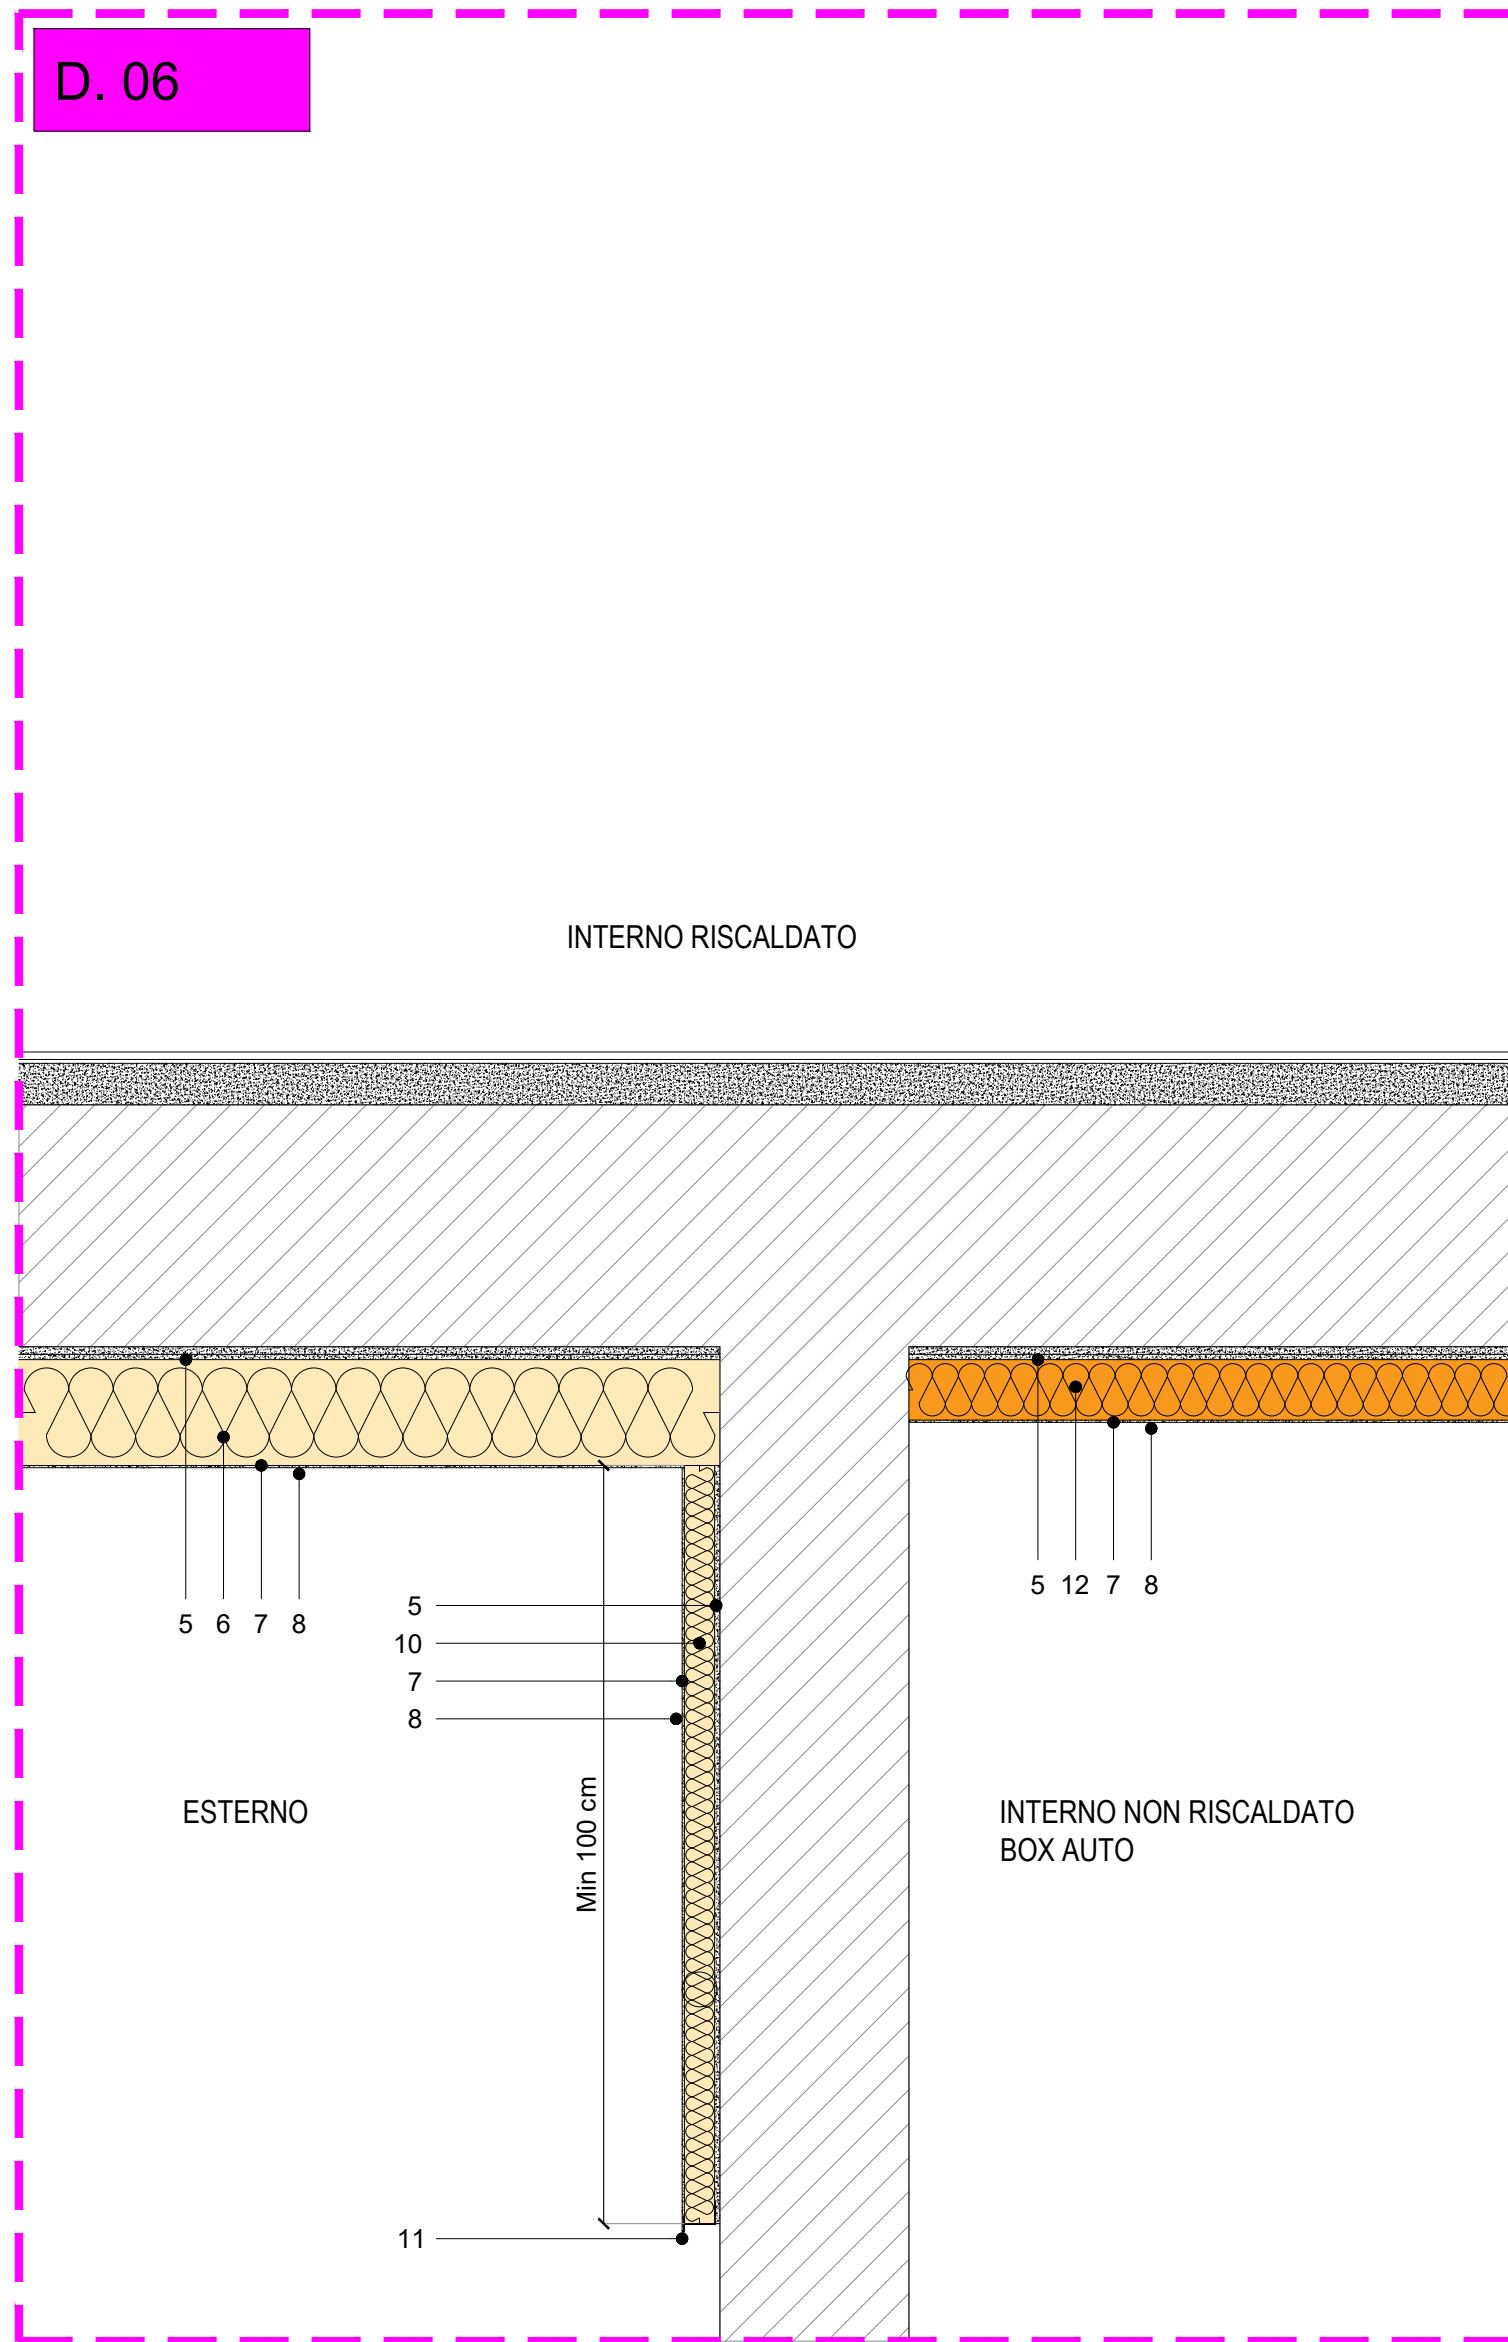 D. 06
INTERNO RISCALDATO
5 6 7 8
5
10
7
8
5 12 7 8
Min 100 cm
ESTERNO
INTERNO NON RISCALDATO
BOX AUTO
11